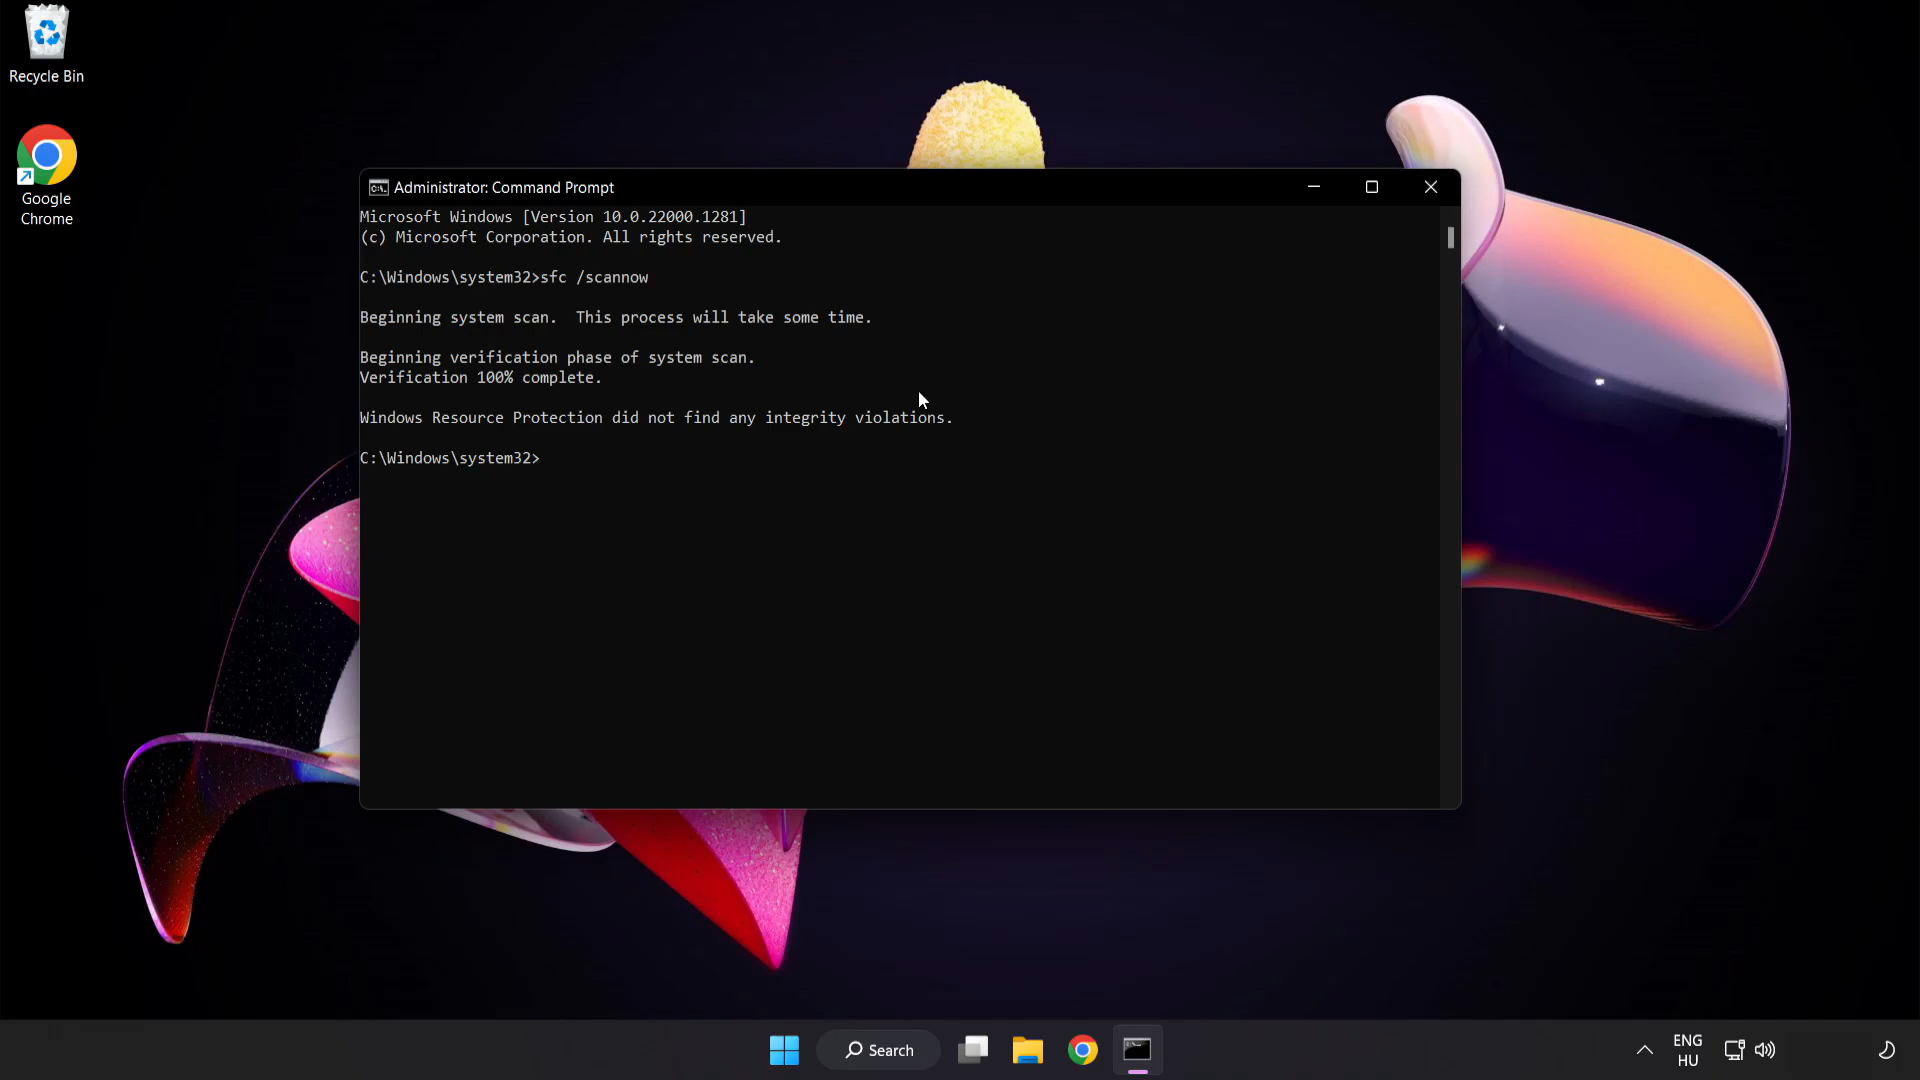 Recycle Bin
Google
Chrome
Administrator: Command Prompt
Microsoft Windows [Version 10.0.22000.1281]
(c) Microsoft Corporation. All rights reserved.
C:\Windows\system32>sfc /scannow
Beginning system scan.  This process will take some time.
Beginning verification phase of system scan.
Verification 100% complete.
Windows Resource Protection did not find any integrity violations.
C:\Windows\system32>
Search
ENG
HU